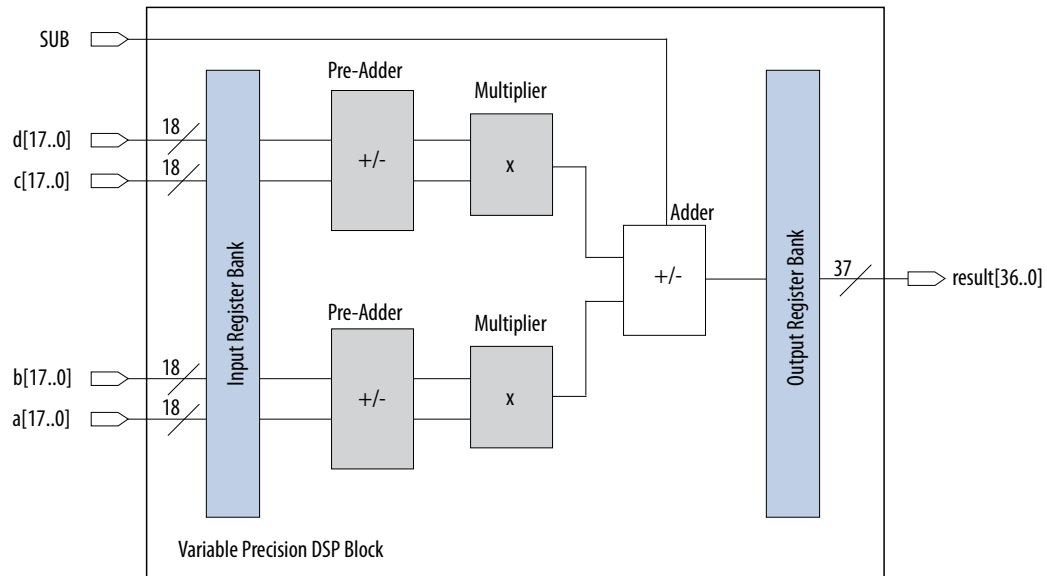 SUB
Pre-Adder
Multiplier
d[17..0]
18
+/-
x
c[17..0]
18
Adder
Input Register Bank
+/-
Output Register Bank
37
result[36..0]
Pre-Adder
Multiplier
b[17..0]
18
+/-
x
a[17..0]
18
Variable Precision DSP Block